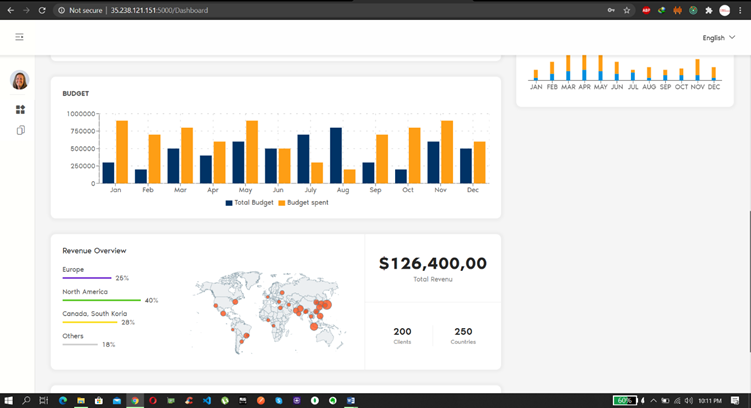 Not secure | 35.238.121.151:5000/Dashboard
English
BUDGET
1000000
750000
500000
250000
0
Jan Feb Mar Apr May Jun July Aug Sep Oct Nov Dec
Total Budget Budget spent
JAN FEB MAR APR MAY JUN JUL AUG SEP OCT NOV DEC
Revenue Overview
Europe
25%
North America
40%
Canada, South Koria
28%
Others
18%
$126,400,00
Total Revenu
200
Clients
250
Countries
60%
10:11 PM